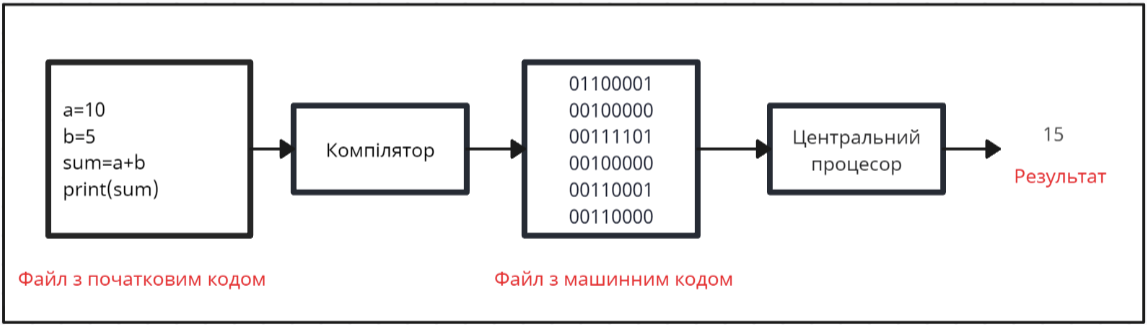 a=10
b=5
sum=a+b
print(sum)
Файл з початковим кодом
Компілятор
01100001
00100000
00111101
00100000
00110001
00110000
Файл з машинним кодом
Центральний
процесор
15
Результат